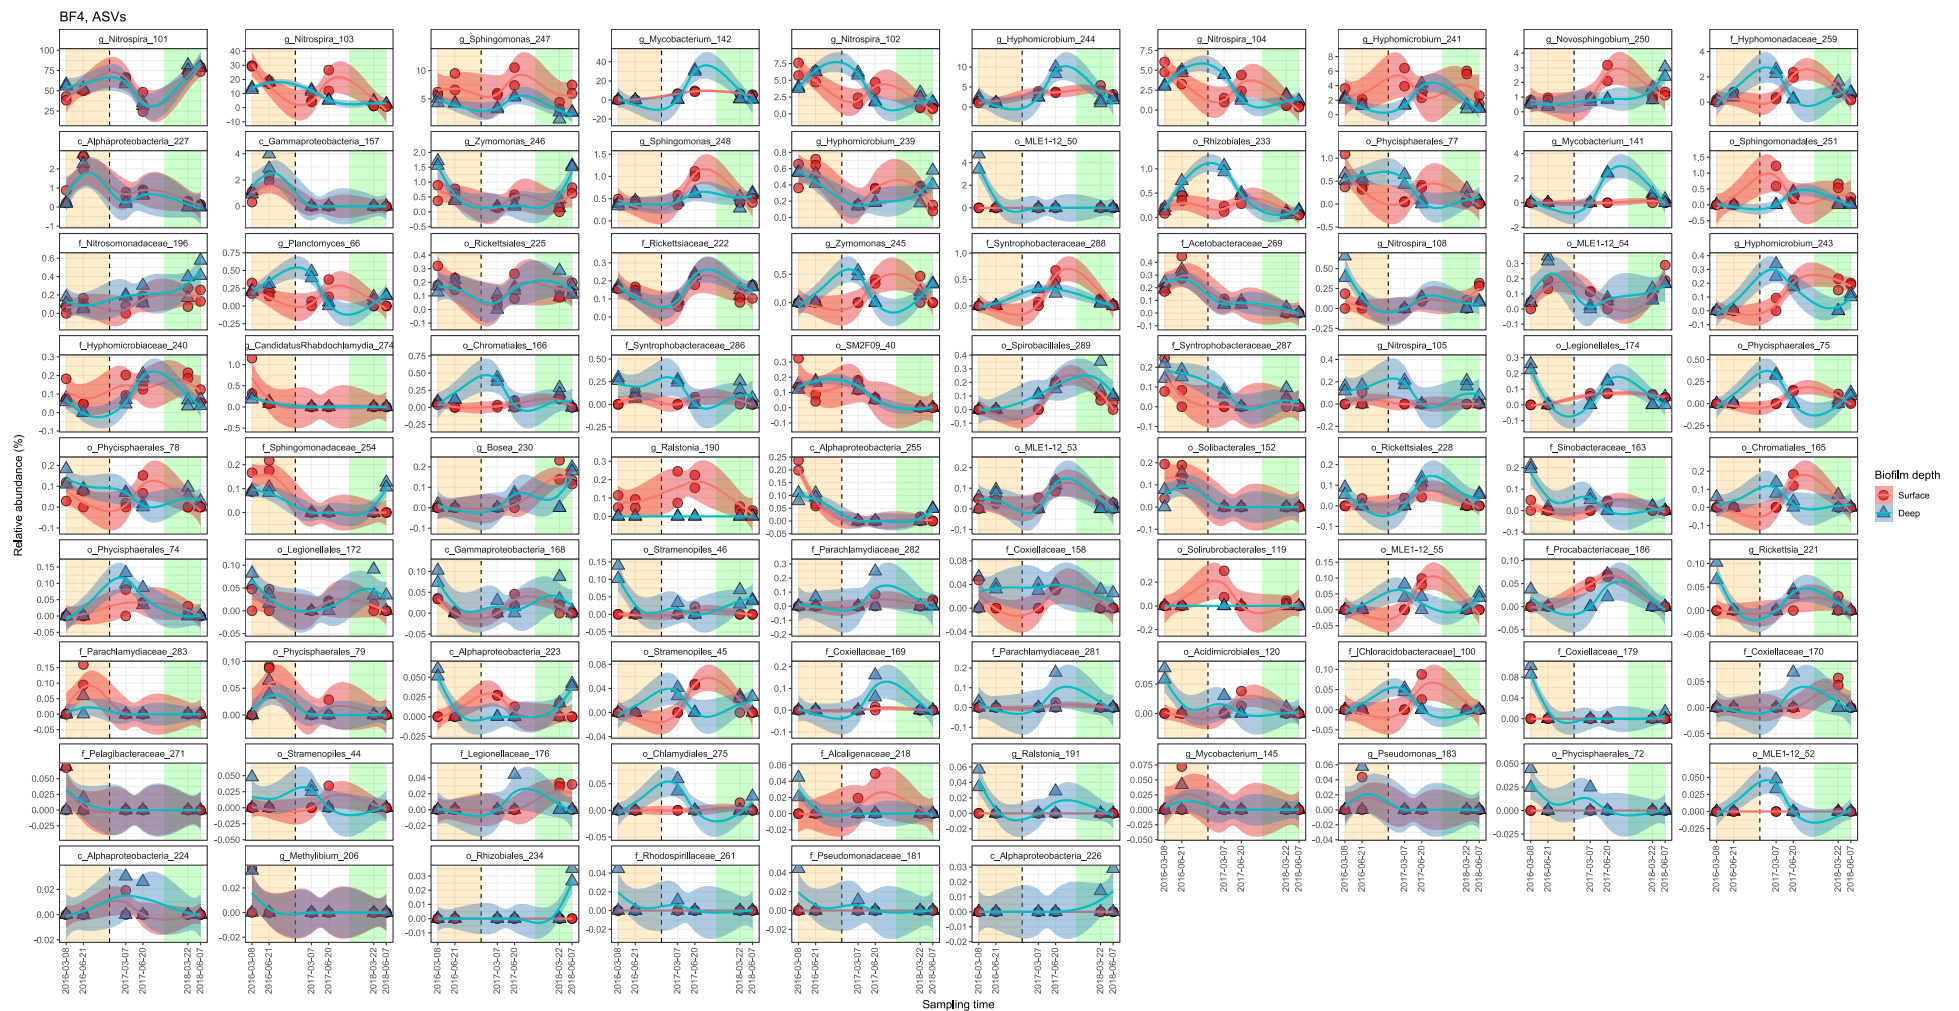 BF4, ASVs
g_Nitrospira_101 g_Nitrospira_103 g_Sphingomonas_247 g_Mycobacterium_142 g_Nitrospira_102 g_Hyphomicrobium_244 g_Nitrospira_104 g_Hyphomicrobium_241 g_Novosphingobium_250 f_Hyphomonadaceae_259
c_Alphaproteobacteria_227 c_Gammaproteobacteria_157 g_Zymomonas_246 g_Sphingomonas_248 g_Hyphomicrobium_239 o_MLE1-12_50 o_Rhizobiales_233 o_Phycisphaerales_77 g_Mycobacterium_141 o_Sphingomonadales_251
f_Nitrosomonadaceae_196 g_Planctomyces_66 o_Rickettsiales_225 f_Rickettsiaceae_222 g_Zymomonas_245 f_Syntrophobacteraceae_288 f_Acetobacteraceae_269 g_Nitrospira_108 o_MLE1-12_54 g_Hyphomicrobium_243
f_Hyphomicrobiaceae_240 g_CandidatusRhabdochlamydia_274 o_Chromatiales_166 f_Syntrophobacteraceae_286 o_SM2F09_40 o_Spirobacillales_289 f_Syntrophobacteraceae_287 g_Nitrospira_105 o_Legionellales_174 o_Phycisphaerales_75
o_Phycisphaerales_78 f_Sphingomonadaceae_254 g_Bosea_230 g_Ralstonia_190 c_Alphaproteobacteria_255 o_MLE1-12_53 o_Solibacterales_152 o_Rickettsiales_228 f_Sinobacteraceae_163 o_Chromatiales_165
o_Phycisphaerales_74 o_Legionellales_172 c_Gammaproteobacteria_168 o_Stramenopiles_46 f_Parachlamydiaceae_282 f_Coxiellaceae_158 o_Solirubrobacterales_119 o_MLE1-12_55 f_Procabacteriaceae_186 g_Rickettsia_221
f_Parachlamydiaceae_283 o_Phycisphaerales_79 c_Alphaproteobacteria_223 o_Stramenopiles_45 f_Coxiellaceae_169 f_Parachlamydiaceae_281 o_Acidimicrobiales_120 f_[Chloracidobacteraceae]_100 f_Coxiellaceae_179 f_Coxiellaceae_170
f_Pelagibacteraceae_271 o_Stramenopiles_44 f_Legionellaceae_176 o_Chlamydiales_275 f_Alcaligenaceae_218 g_Ralstonia_191 g_Mycobacterium_145 g_Pseudomonas_183 o_Phycisphaerales_72 o_MLE1-12_52
c_Alphaproteobacteria_224 g_Methylibium_206 o_Rhizobiales_234 f_Rhodospirillaceae_261 f_Pseudomonadaceae_181 c_Alphaproteobacteria_226
2016-03-08 2016-06-21 2017-03-07 2017-06-20 2018-03-22 2018-06-07
Relative abundance (%)
Sampling time
Biofilm depth
Surface
Deep